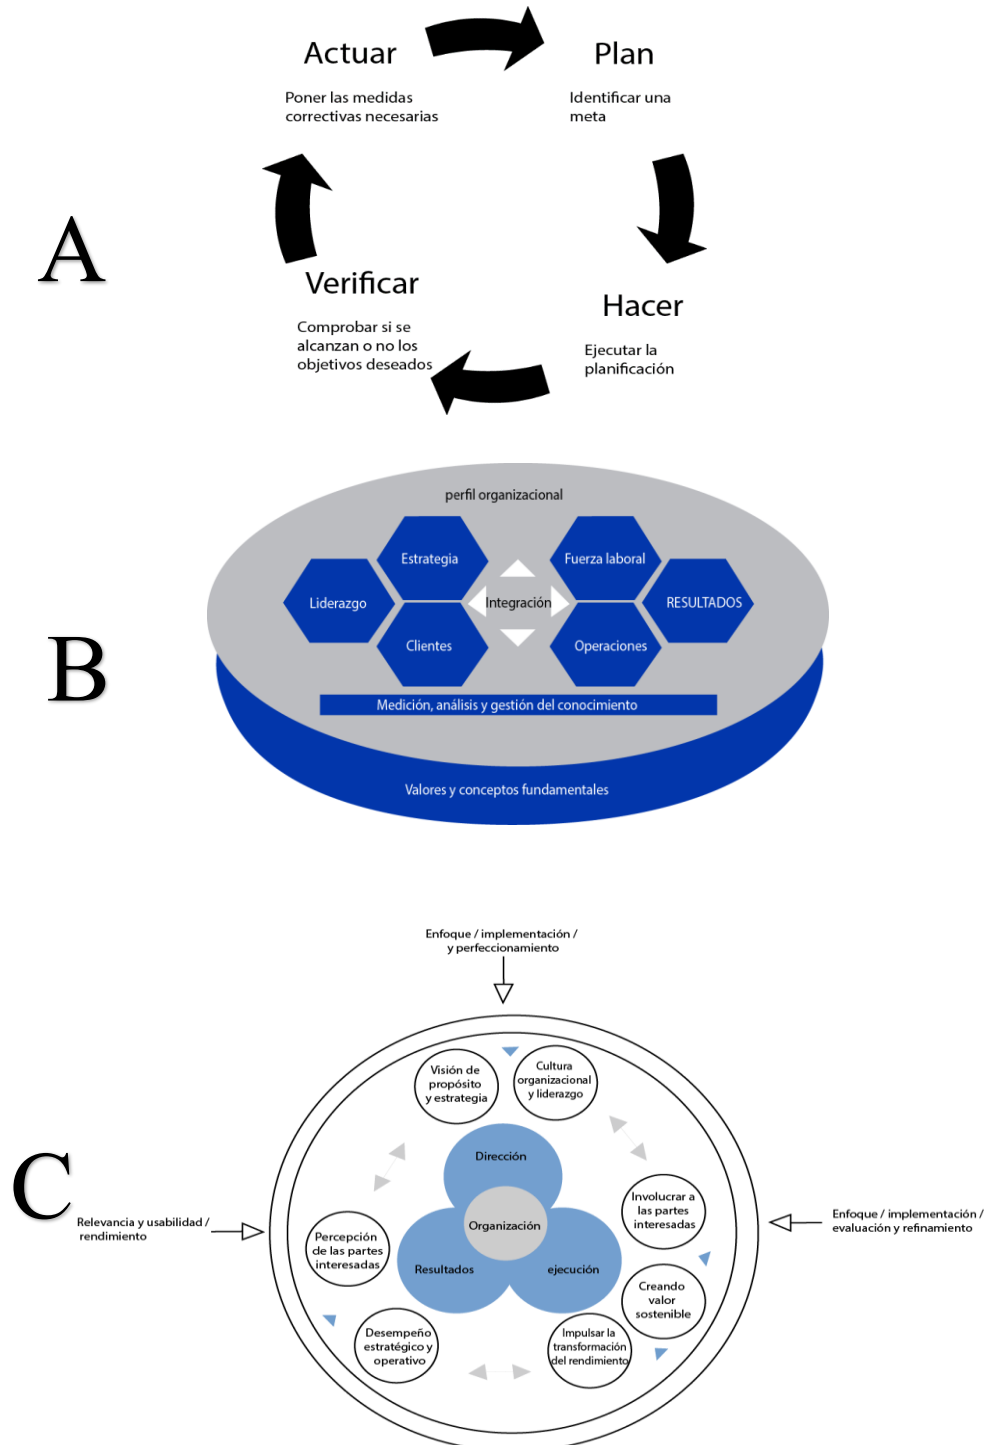 Actuar
Poner las medidas
correctivas necesarias
Plan
Identificar una
meta
A
Verificar
Comprobar si se
alcanzan o no los
objetivos deseados
Hacer
Ejecutar la
planificación
perfil organizacional
Estrategia
Fuerza laboral
Liderazgo
Integración
RESULTADOS
B
Clientes
Operaciones
Medición, análisis y gestión del conocimiento
Valores y conceptos fundamentales
Enfoque / implementación /
y perfeccionamiento
Visión de
propósito
y estrategia
Cultura
organizacional
y liderazgo
Dirección
C
Involucrar a
las partes
interesadas
Relevancia y usabilidad /
rendimiento
Organización
Enfoque / implementación /
evaluación y refinamiento
Percepción
de las partes
interesadas
Resultados
ejecución
Creando
valor
sostenible
Desempeño
estratégico y
operativo
Impulsar la
transformación
del rendimiento